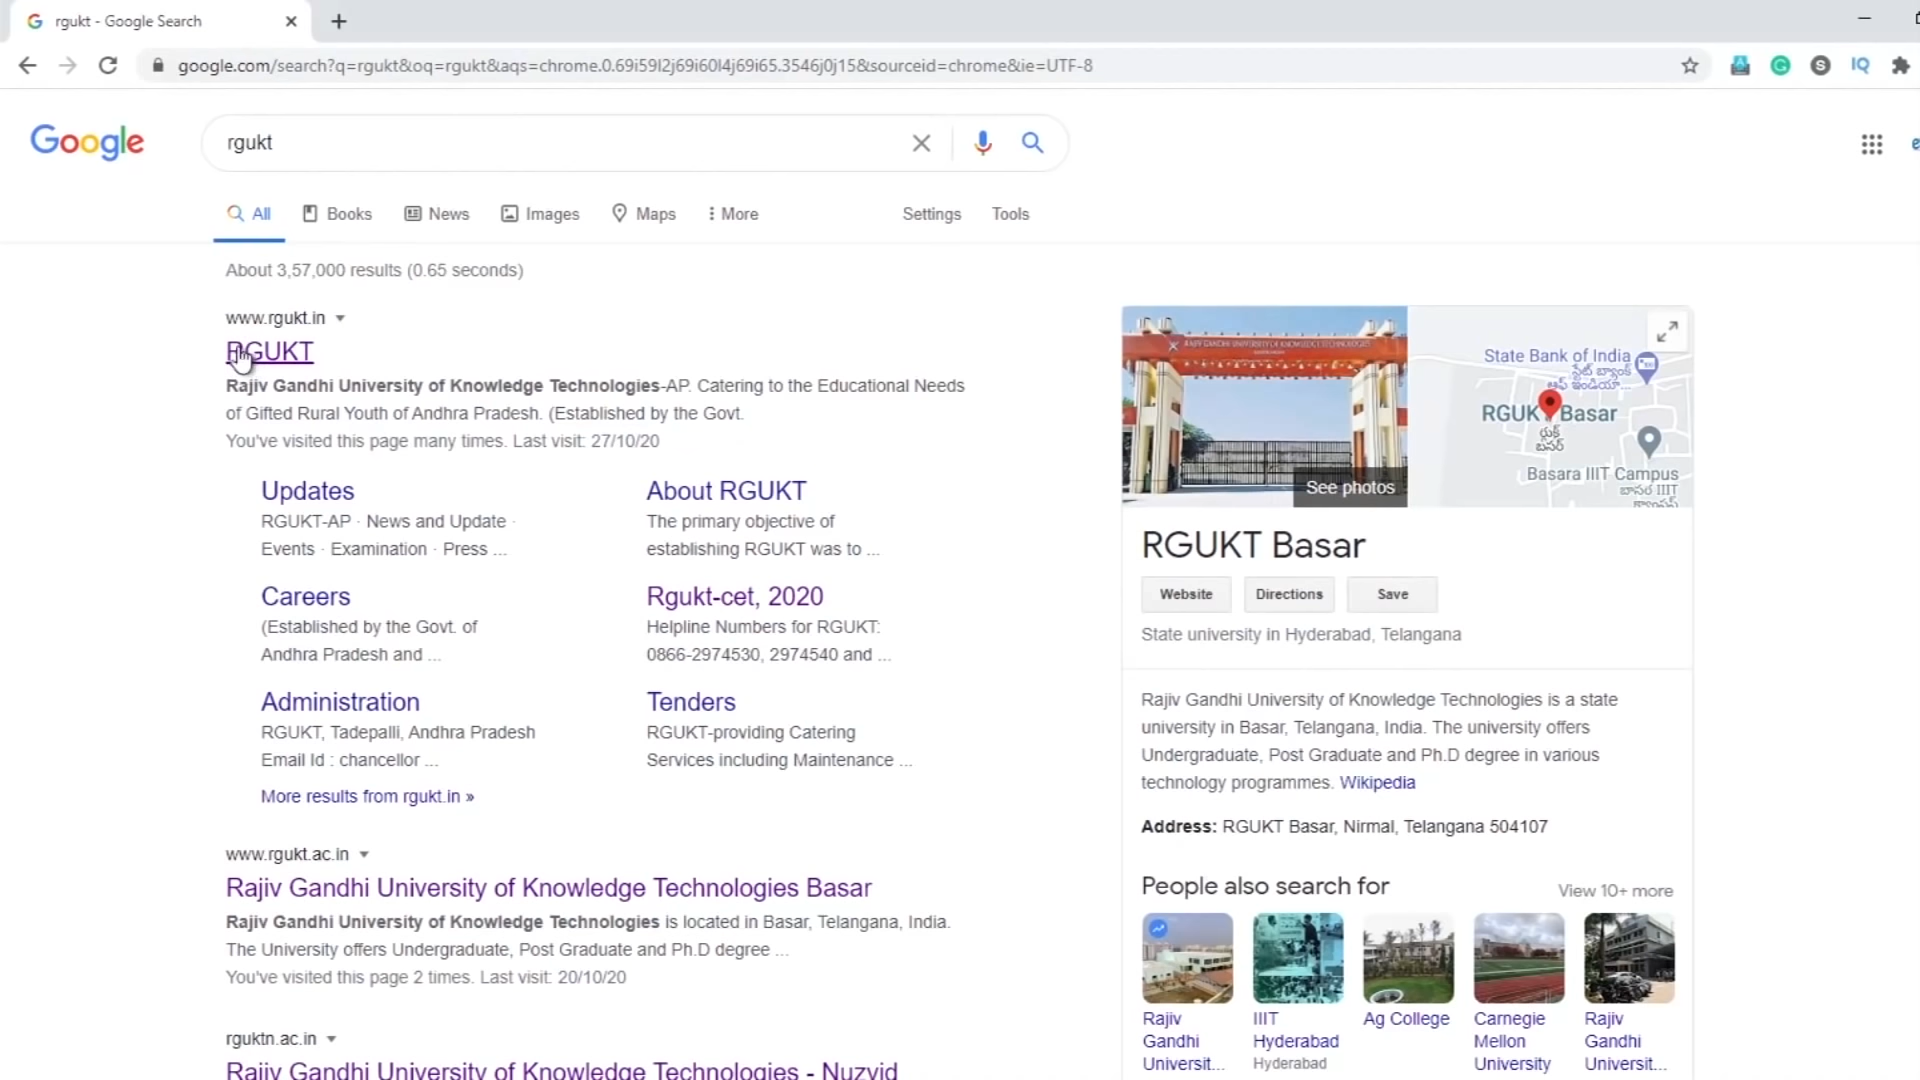 rgukt - Google Search
google.com/search?q=rgukt&oq=rgukt&aqs=chrome.0.69i59l2j69i60l4j69i65.3546j0j15&sourceid=chrome&ie=UTF-8
Google
rgukt
All Books News Images Maps More Settings Tools
About 3,57,000 results (0.65 seconds)
www.rgukt.in
RGUKT
Rajiv Gandhi University of Knowledge Technologies-AP. Catering to the Educational Needs
of Gifted Rural Youth of Andhra Pradesh. (Established by the Govt.
You've visited this page many times. Last visit: 27/10/20
Updates
RGUKT-AP · News and Update ·
Events · Examination · Press ...
About RGUKT
The primary objective of
establishing RGUKT was to ...
Careers
(Established by the Govt. of
Andhra Pradesh and ...
Rgukt-cet, 2020
Helpline Numbers for RGUKT:
0866-2974530, 2974540 and ...
Administration
RGUKT, Tadepalli, Andhra Pradesh
Email Id : chancellor ...
Tenders
RGUKT-providing Catering
Services including Maintenance ...
More results from rgukt.in »
www.rgukt.ac.in
Rajiv Gandhi University of Knowledge Technologies Basar
Rajiv Gandhi University of Knowledge Technologies is located in Basar, Telangana, India.
The University offers Undergraduate, Post Graduate and Ph.D degree ...
You've visited this page 2 times. Last visit: 20/10/20
rguktn.ac.in
Rajiv Gandhi University of Knowledge Technologies - Nuzvid
RAJIV GANDHI UNIVERSITY OF KNOWLEDGE TECHNOLOGIES
See photos
State Bank of India
స్టేట్ బ్యాంక్
ఆఫ్ ఇండియా...
RGUKT Basar
బసర్
Basara IIIT Campus
బాసర IIIT
RGUKT Basar
Website Directions Save
State university in Hyderabad, Telangana
Rajiv Gandhi University of Knowledge Technologies is a state
university in Basar, Telangana, India. The university offers
Undergraduate, Post Graduate and Ph.D degree in various
technology programmes. Wikipedia
Address: RGUKT Basar, Nirmal, Telangana 504107
People also search for
View 10+ more
Rajiv
Gandhi
Universit...
IIIT
Hyderabad
Hyderabad
Ag College
Carnegie
Mellon
University
Rajiv
Gandhi
Universit...